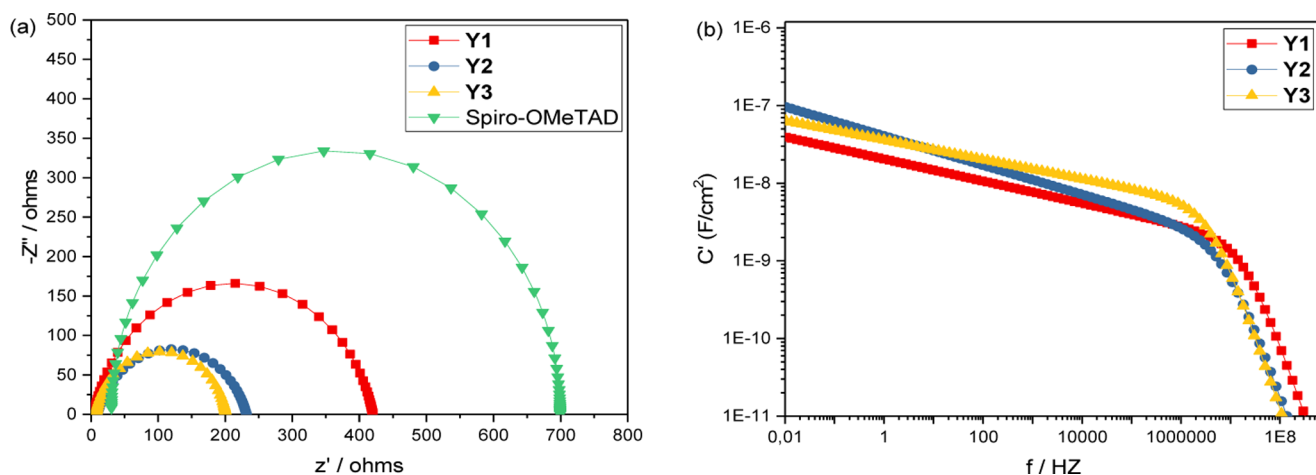 (a)
500
450
400
350
300
250
200
150
100
50
0
-Z'' / ohms
0 100 200 300 400 500 600 700 800
z' / ohms
Y1
Y2
Y3
Spiro-OMeTAD
(b)
1E-6
1E-7
1E-8
1E-9
1E-10
1E-11
C' (F/cm²)
0,01 1 100 10000 1000000 1E8
f / HZ
Y1
Y2
Y3